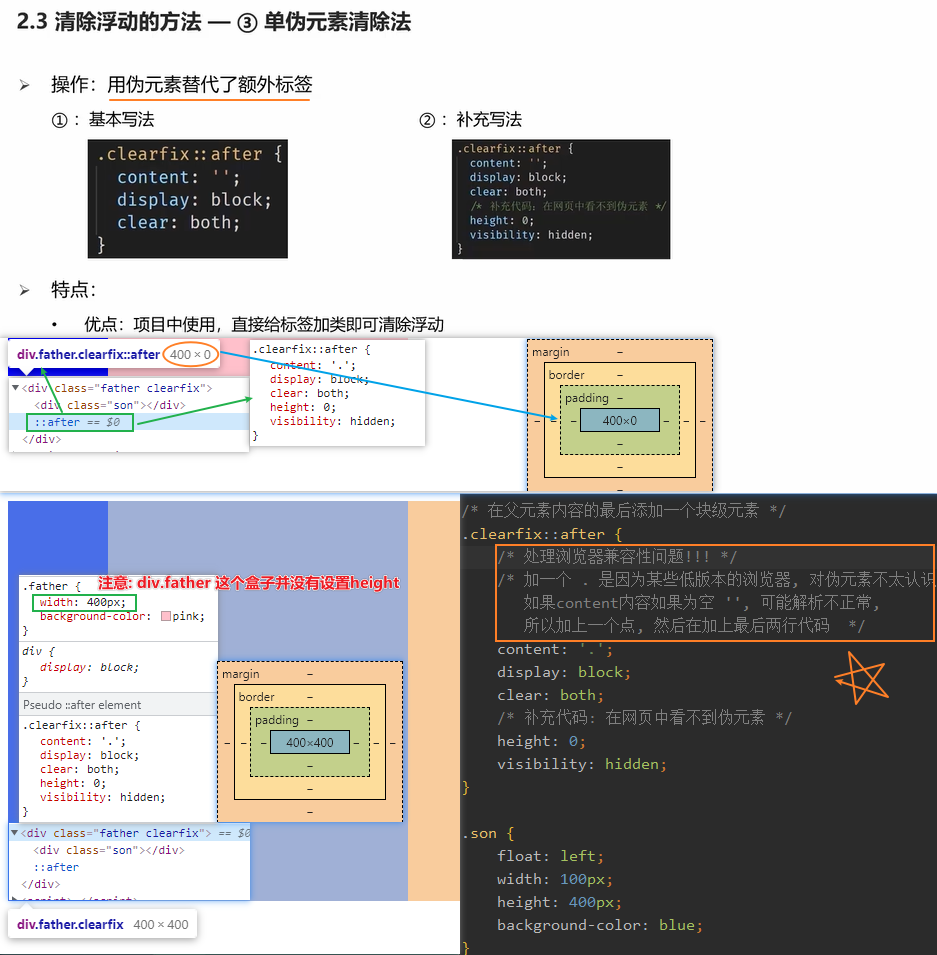 2.3 清除浮动的方法 — ③ 单伪元素清除法
➢ 操作：用伪元素替代了额外标签
①：基本写法
.clearfix::after {
content: '';
display: block;
clear: both;
}
②：补充写法
.clearfix::after {
content: '';
display: block;
clear: both;
/* 补充代码：在网页中看不到伪元素 */
height: 0;
visibility: hidden;
}
➢ 特点：
• 优点：项目中使用，直接给标签加类即可清除浮动
div.father.clearfix::after 400 × 0
▼<div class="father clearfix">
<div class="son"></div>
::after == $0
</div>
.clearfix::after {
content: '.';
display: block;
clear: both;
height: 0;
visibility: hidden;
}
margin –
border –
padding –
– – – 400×0 – – –
–
–
–
注意: div.father 这个盒子并没有设置height
.father {
width: 400px;
background-color: pink;
}
div {
display: block;
}
Pseudo ::after element
.clearfix::after {
content: '.';
display: block;
clear: both;
height: 0;
visibility: hidden;
}
margin –
border –
padding –
– – – 400×400 – – –
–
–
–
▼<div class="father clearfix"> == $0
<div class="son"></div>
::after
</div>
div.father.clearfix 400 × 400
/* 在父元素内容的最后添加一个块级元素 */
.clearfix::after {
/* 处理浏览器兼容性问题!!! */
/* 加一个 . 是因为某些低版本的浏览器, 对伪元素不太认识
如果content内容如果为空 '', 可能解析不正常,
所以加上一个点, 然后在加上最后两行代码 */
content: '.';
display: block;
clear: both;
/* 补充代码: 在网页中看不到伪元素 */
height: 0;
visibility: hidden;
}
.son {
float: left;
width: 100px;
height: 400px;
background-color: blue;
}